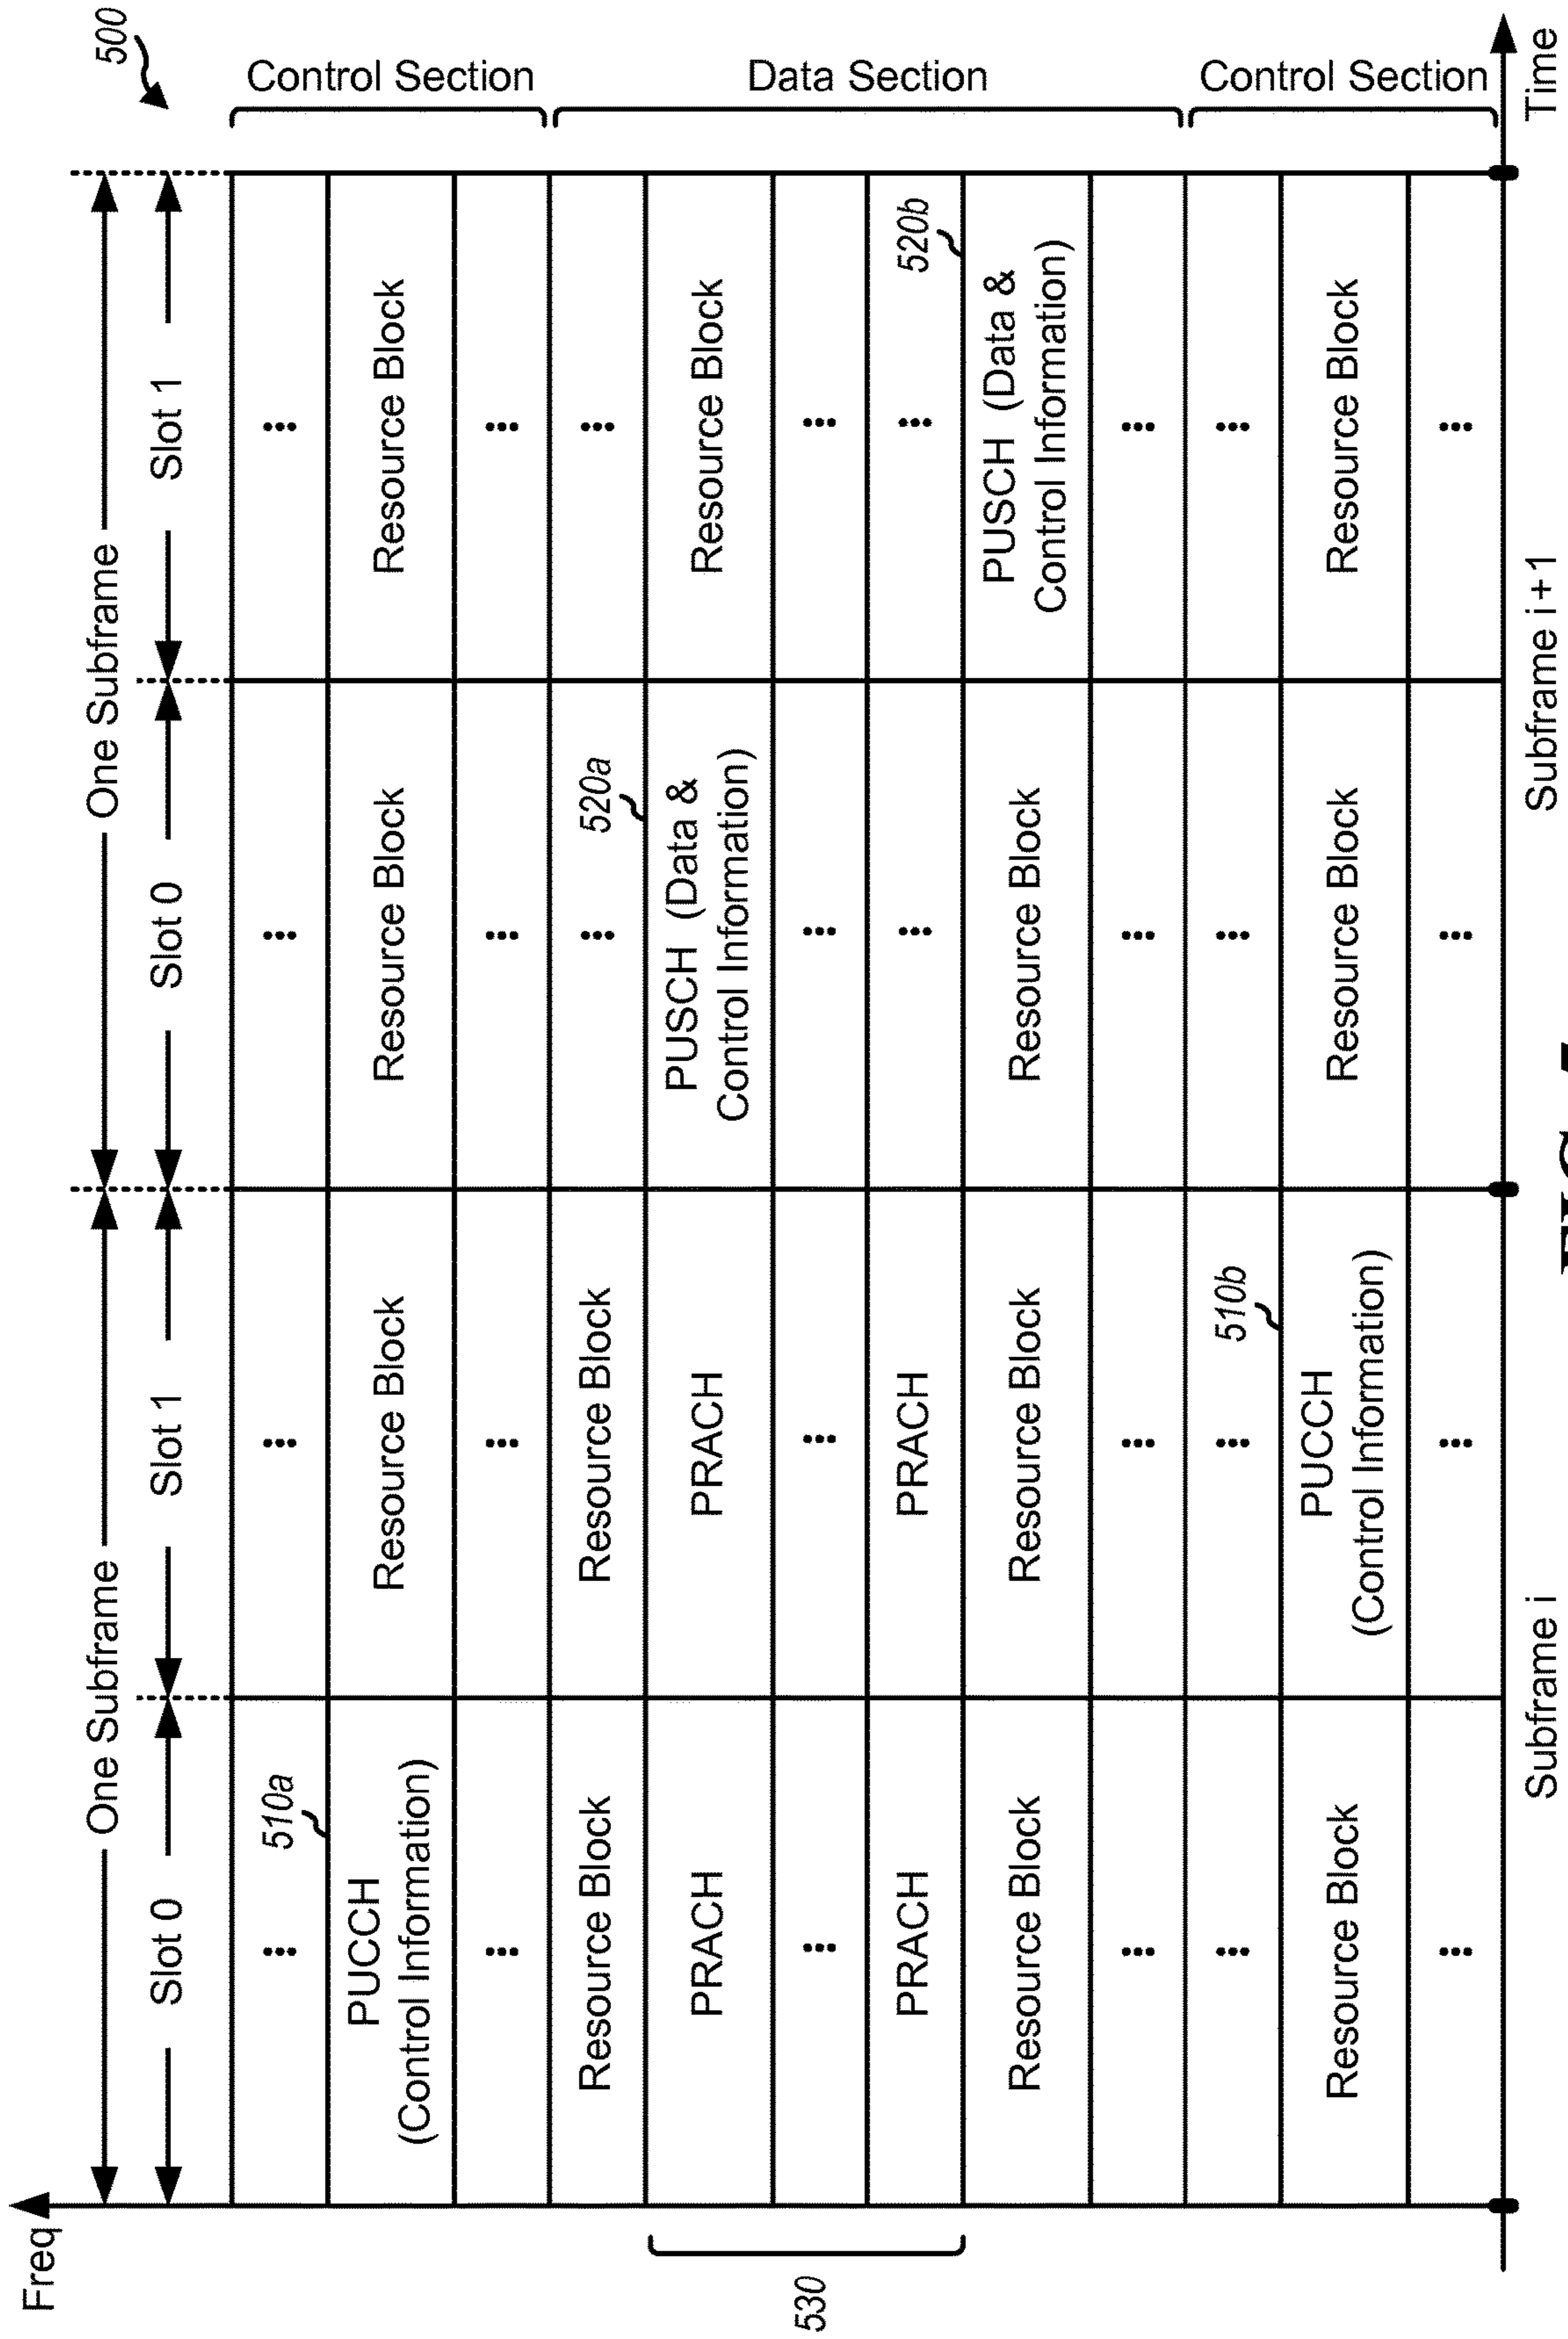 500
Freq
One Subframe
One Subframe
Slot 0
Slot 1
Slot 0
Slot 1
...
510a
...
...
...
PUCCH
(Control Information)
Resource Block
Resource Block
Resource Block
...
...
...
...
Control Section
Resource Block
Resource Block
...
520a
...
PRACH
PRACH
PUSCH (Data &
Control Information)
Resource Block
...
...
...
...
530
PRACH
PRACH
...
...
520b
Resource Block
Resource Block
Resource Block
PUSCH (Data &
Control Information)
...
...
...
...
Data Section
...
...
510b
...
...
Resource Block
PUCCH
(Control Information)
Resource Block
Resource Block
...
...
...
...
Control Section
Subframe i
Subframe i + 1
Time